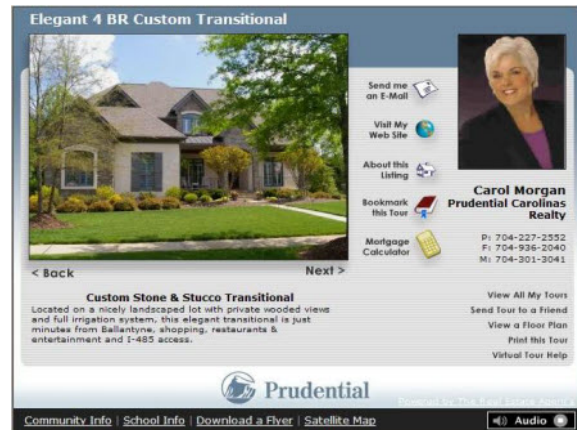 Elegant 4 BR Custom Transitional
Send me
an E-Mail
Visit My
Web Site
About this
Listing
Bookmark
this Tour
Mortgage
Calculator
Carol Morgan
Prudential Carolinas
Realty
P: 704-227-2552
F: 704-936-2040
M: 704-301-3041
< Back
Next >
Custom Stone & Stucco Transitional
Located on a nicely landscaped lot with private wooded views
and full irrigation system, this elegant transitional is just
minutes from Ballantyne, shopping, restaurants &
entertainment and I-485 access.
View All My Tours
Send Tour to a Friend
View a Floor Plan
Print this Tour
Virtual Tour Help
Prudential
Powered by The Real Estate
Community Info | School Info | Download a Flyer | Satellite Map
Audio